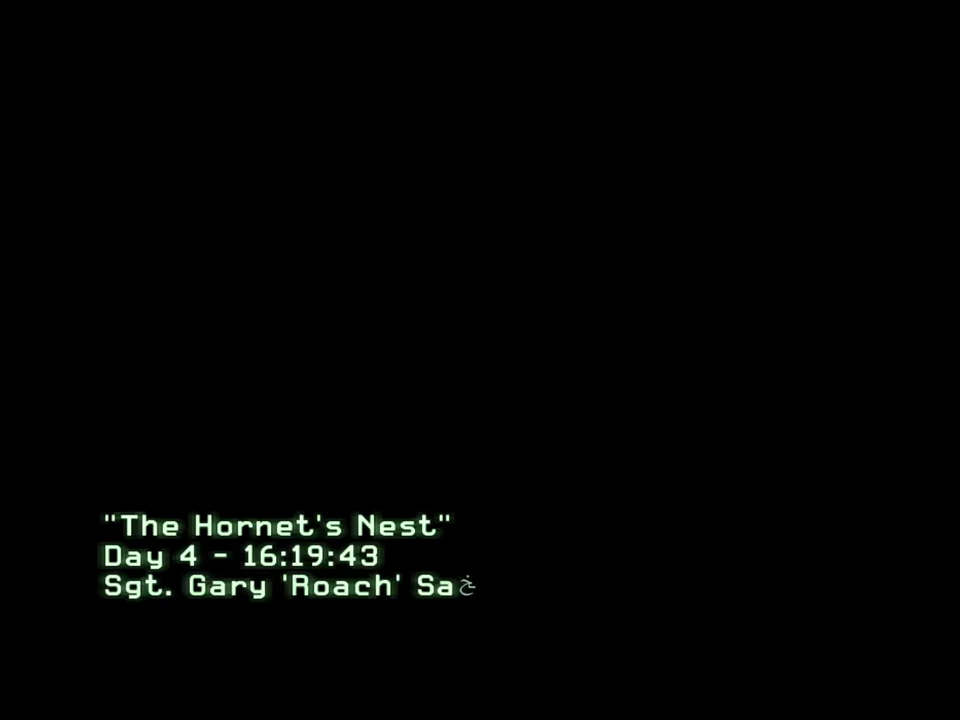 "The Hornet's Nest"
Day 4 - 16:19:43
Sgt. Gary 'Roach' Sa